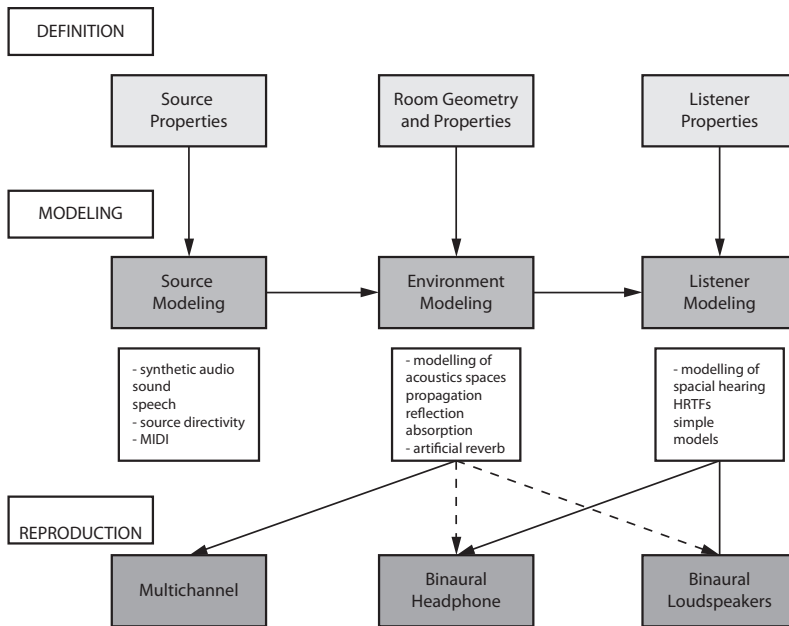 DEFINITION
Source
Properties
Room Geometry
and Properties
Listener
Properties
MODELING
Source
Modeling
Environment
Modeling
Listener
Modeling
- synthetic audio
sound
speech
- source directivity
- MIDI
- modelling of
acoustics spaces
propagation
reflection
absorption
- artificial reverb
- modelling of
spacial hearing
HRTFs
simple
models
REPRODUCTION
Multichannel
Binaural
Headphone
Binaural
Loudspeakers